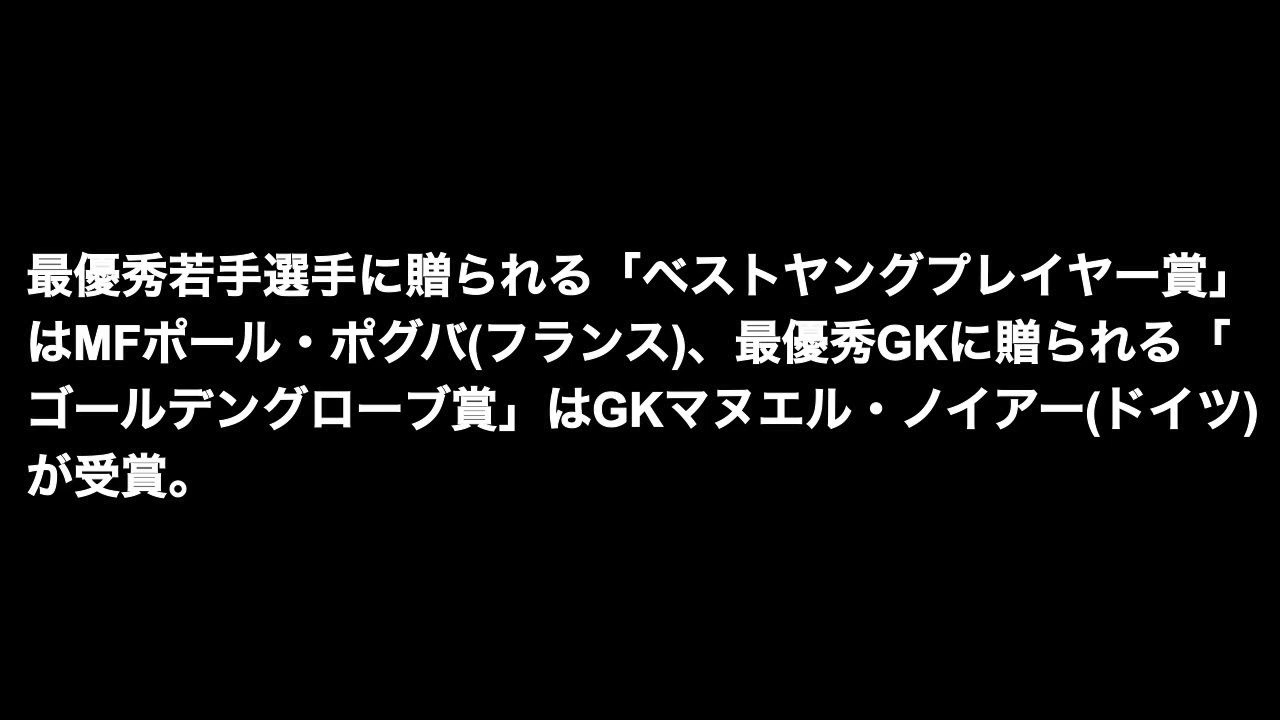 最優秀若手選手に贈られる「ベストヤングプレイヤー賞」
はMFポール・ポグバ(フランス)、最優秀GKに贈られる「
ゴールデングローブ賞」はGKマヌエル・ノイアー(ドイツ)
が受賞。